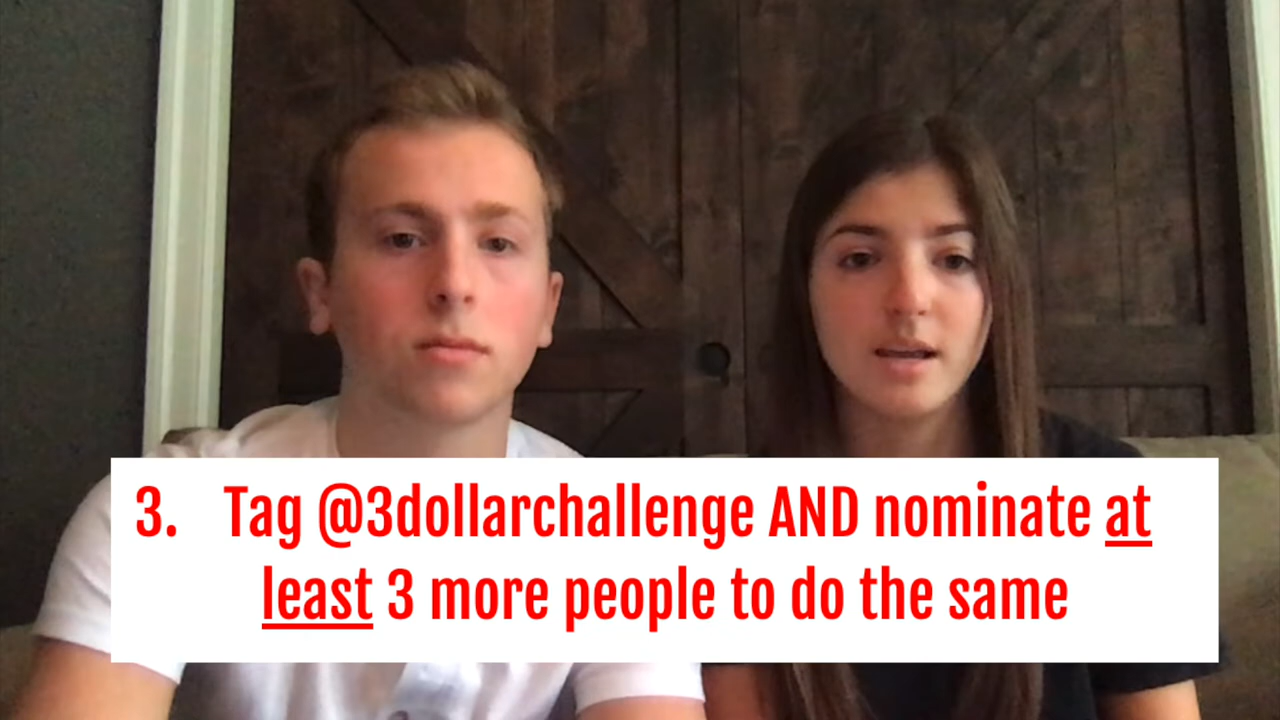 3. Tag @3dollarchallenge AND nominate at
least 3 more people to do the same